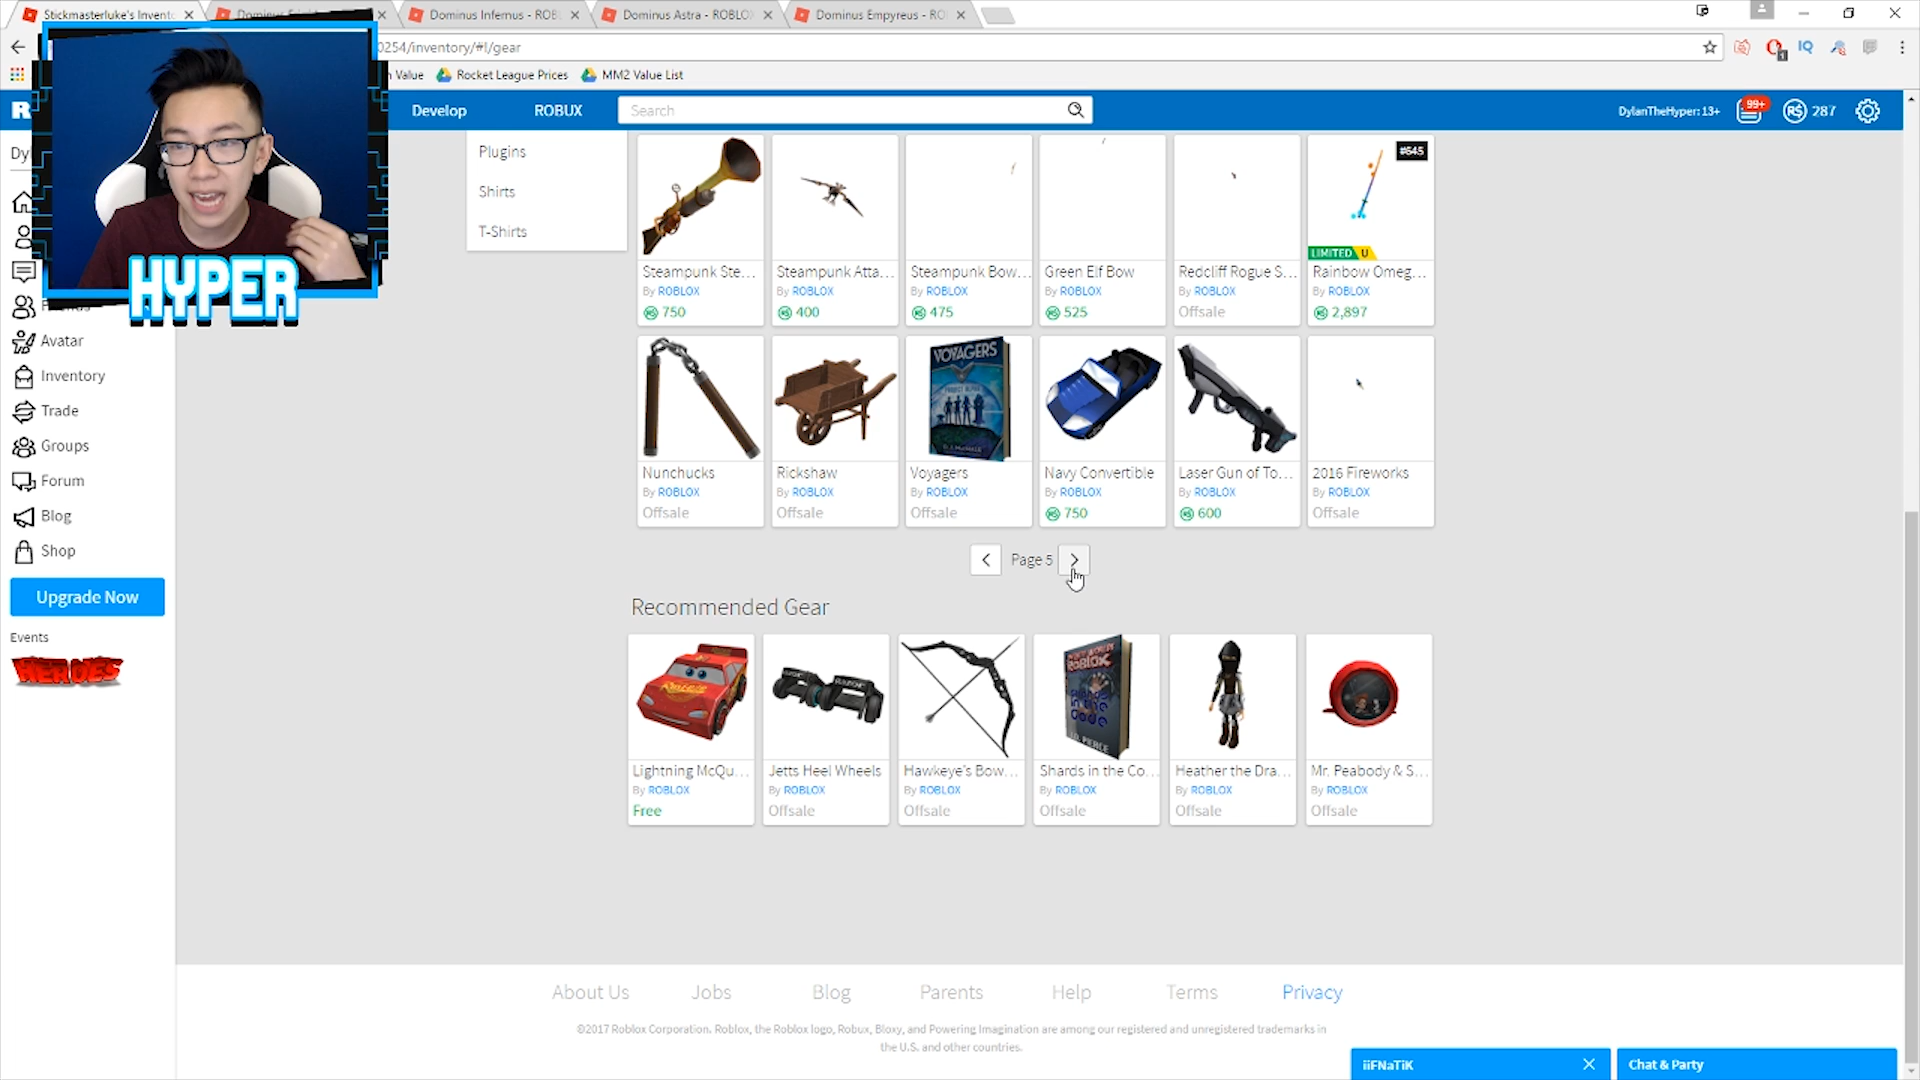 Stickmasterluke's Invent
Dominus Infernus - ROBL
Dominus Astra - ROBLO
Dominus Empyreus - RO
0254/inventory/#!/gear
n Value
Rocket League Prices
MM2 Value List
Develop
ROBUX
Search
DylanTheHyper: 13+
99+
287
Plugins
Shirts
T-Shirts
HYPER
#645
LIMITED U
Steampunk Ste...
Steampunk Atta...
Steampunk Bow...
Green Elf Bow
Redcliff Rogue S...
Rainbow Omeg...
By ROBLOX
By ROBLOX
By ROBLOX
By ROBLOX
By ROBLOX
By ROBLOX
750
400
475
525
Offsale
2,897
Avatar
Inventory
Trade
Groups
Forum
Blog
Shop
Upgrade Now
Events
HEROES
VOYAGERS
Nunchucks
Rickshaw
Voyagers
Navy Convertible
Laser Gun of To...
2016 Fireworks
By ROBLOX
By ROBLOX
By ROBLOX
By ROBLOX
By ROBLOX
By ROBLOX
Offsale
Offsale
Offsale
750
600
Offsale
Page 5
Recommended Gear
Lightning McQu...
Jetts Heel Wheels
Hawkeye's Bow...
Shards in the Co...
Heather the Dra...
Mr. Peabody & S...
By ROBLOX
By ROBLOX
By ROBLOX
By ROBLOX
By ROBLOX
By ROBLOX
Free
Offsale
Offsale
Offsale
Offsale
Offsale
About Us
Jobs
Blog
Parents
Help
Terms
Privacy
©2017 Roblox Corporation. Roblox, the Roblox logo, Robux, Bloxy, and Powering Imagination are among our registered and unregistered trademarks in
the U.S. and other countries.
iiFNaTiK
Chat & Party